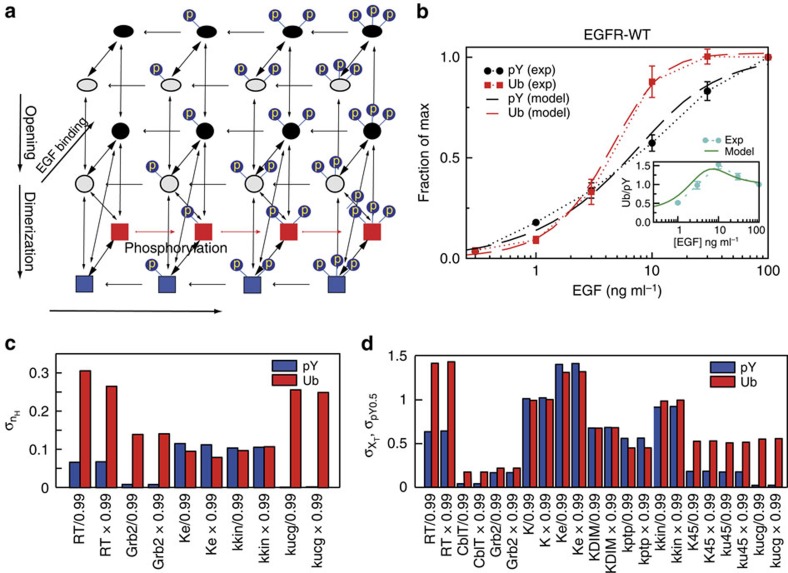 a
p p p p p p
p p p p p p
p p p p p p
p p p p p p
p p p p p p
p p p p p p
Opening
EGF binding
Dimerization
Phosphorylation
b
EGFR-WT
Fraction of max
1.0
0.5
0.0
pY (exp)
Ub (exp)
pY (model)
Ub (model)
Exp
Model
Ub/pY
1.5
1.0
0.5
0.0
1 10 100
[EGF] ng ml–1
1 10 100
EGF (ng ml–1)
c
σnH
0.3
0.2
0.1
0
pY
Ub
RT/0.99
RT × 0.99
Grb2/0.99
Grb2 × 0.99
Ke/0.99
Ke × 0.99
kkin/0.99
kkin × 0.99
kucg/0.99
kucg × 0.99
d
σXT, σpY0.5
1.5
1
0.5
0
pY
Ub
RT/0.99
RT × 0.99
CblT/0.99
CblT × 0.99
Grb2/0.99
Grb2 × 0.99
K/0.99
K × 0.99
Ke/0.99
Ke × 0.99
KDIM/0.99
KDIM × 0.99
kptp/0.99
kptp × 0.99
kkin/0.99
kkin × 0.99
K45/0.99
K45 × 0.99
ku45/0.99
ku45 × 0.99
kucg/0.99
kucg × 0.99